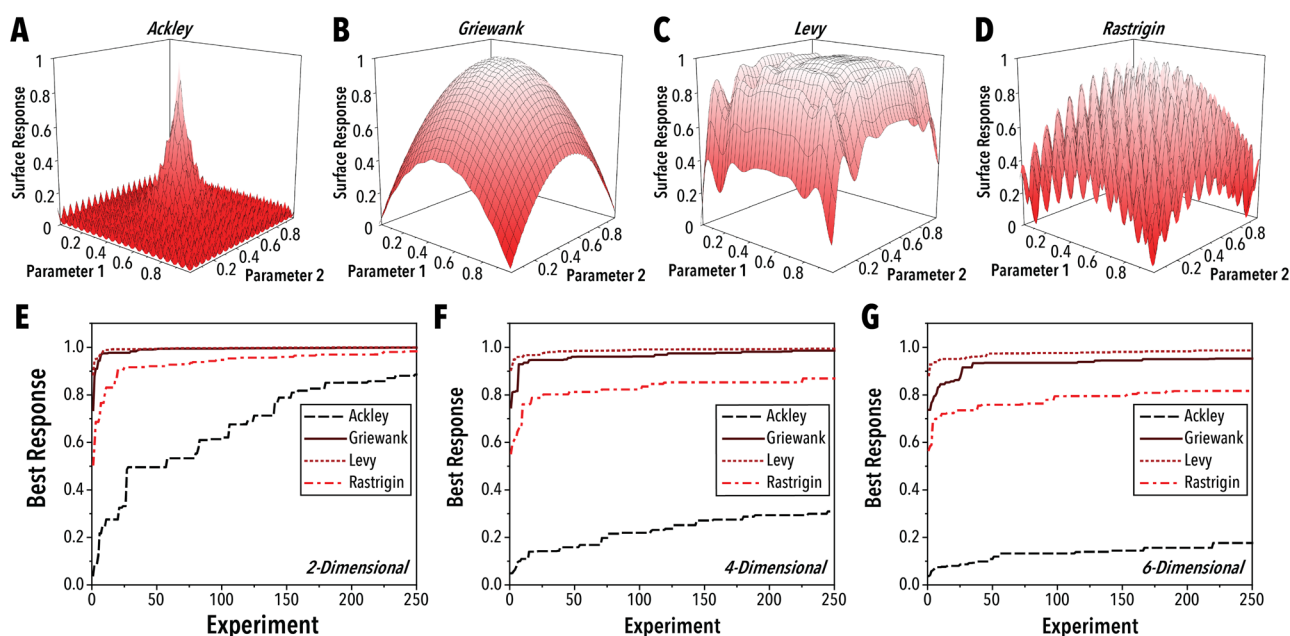 A
Ackley
1
0.8
0.6
0.4
0.2
0
Surface Response
0.2
0.4
0.6
0.8
Parameter 1
0.2
0.4
0.6
0.8
Parameter 2
B
Griewank
1
0.8
0.6
0.4
0.2
0
Surface Response
0.2
0.4
0.6
0.8
Parameter 1
0.2
0.4
0.6
0.8
Parameter 2
C
Levy
1
0.8
0.6
0.4
0.2
0
Surface Response
0.2
0.4
0.6
0.8
Parameter 1
0.2
0.4
0.6
0.8
Parameter 2
D
Rastrigin
1
0.8
0.6
0.4
0.2
0
Surface Response
0.2
0.4
0.6
0.8
Parameter 1
0.2
0.4
0.6
0.8
Parameter 2
E
1.0
0.8
0.6
0.4
0.2
0.0
Best Response
Ackley
Griewank
Levy
Rastrigin
2-Dimensional
0 50 100 150 200 250
Experiment
F
1.0
0.8
0.6
0.4
0.2
0.0
Best Response
Ackley
Griewank
Levy
Rastrigin
4-Dimensional
0 50 100 150 200 250
Experiment
G
1.0
0.8
0.6
0.4
0.2
0.0
Best Response
Ackley
Griewank
Levy
Rastrigin
6-Dimensional
0 50 100 150 200 250
Experiment